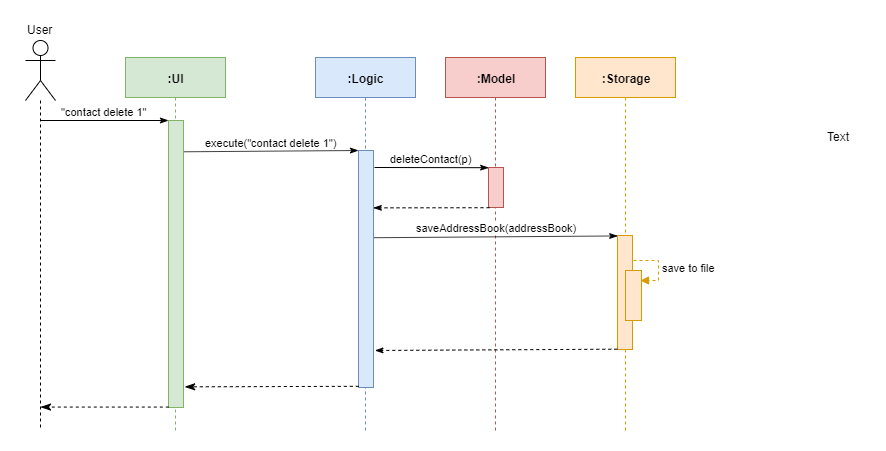 User
:UI
:Logic
:Model
:Storage
"contact delete 1"
Text
execute("contact delete 1")
deleteContact(p)
saveAddressBook(addressBook)
save to file